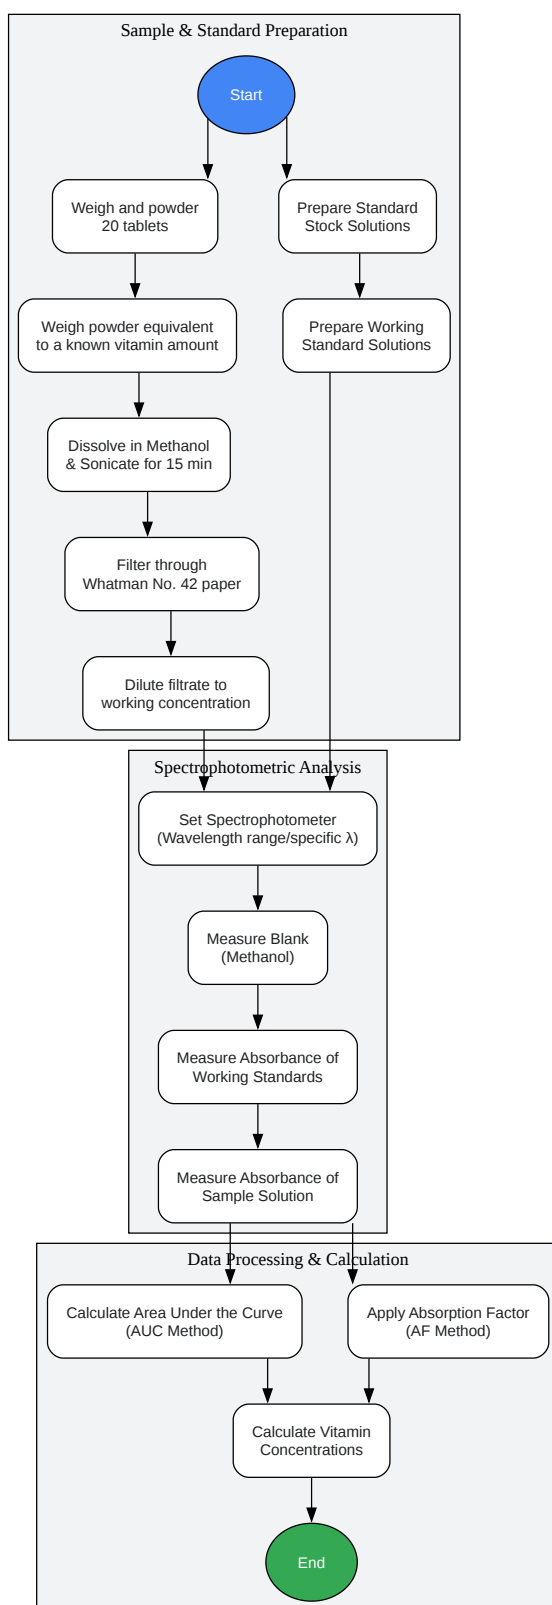 Sample & Standard Preparation
Start
Weigh and powder
20 tablets
Prepare Standard
Stock Solutions
Weigh powder equivalent
to a known vitamin amount
Prepare Working
Standard Solutions
Dissolve in Methanol
& Sonicate for 15 min
Filter through
Whatman No. 42 paper
Dilute filtrate to
working concentration
Spectrophotometric Analysis
Set Spectrophotometer
(Wavelength range/specific λ)
Measure Blank
(Methanol)
Measure Absorbance of
Working Standards
Measure Absorbance of
Sample Solution
Data Processing & Calculation
Calculate Area Under the Curve
(AUC Method)
Apply Absorption Factor
(AF Method)
Calculate Vitamin
Concentrations
End